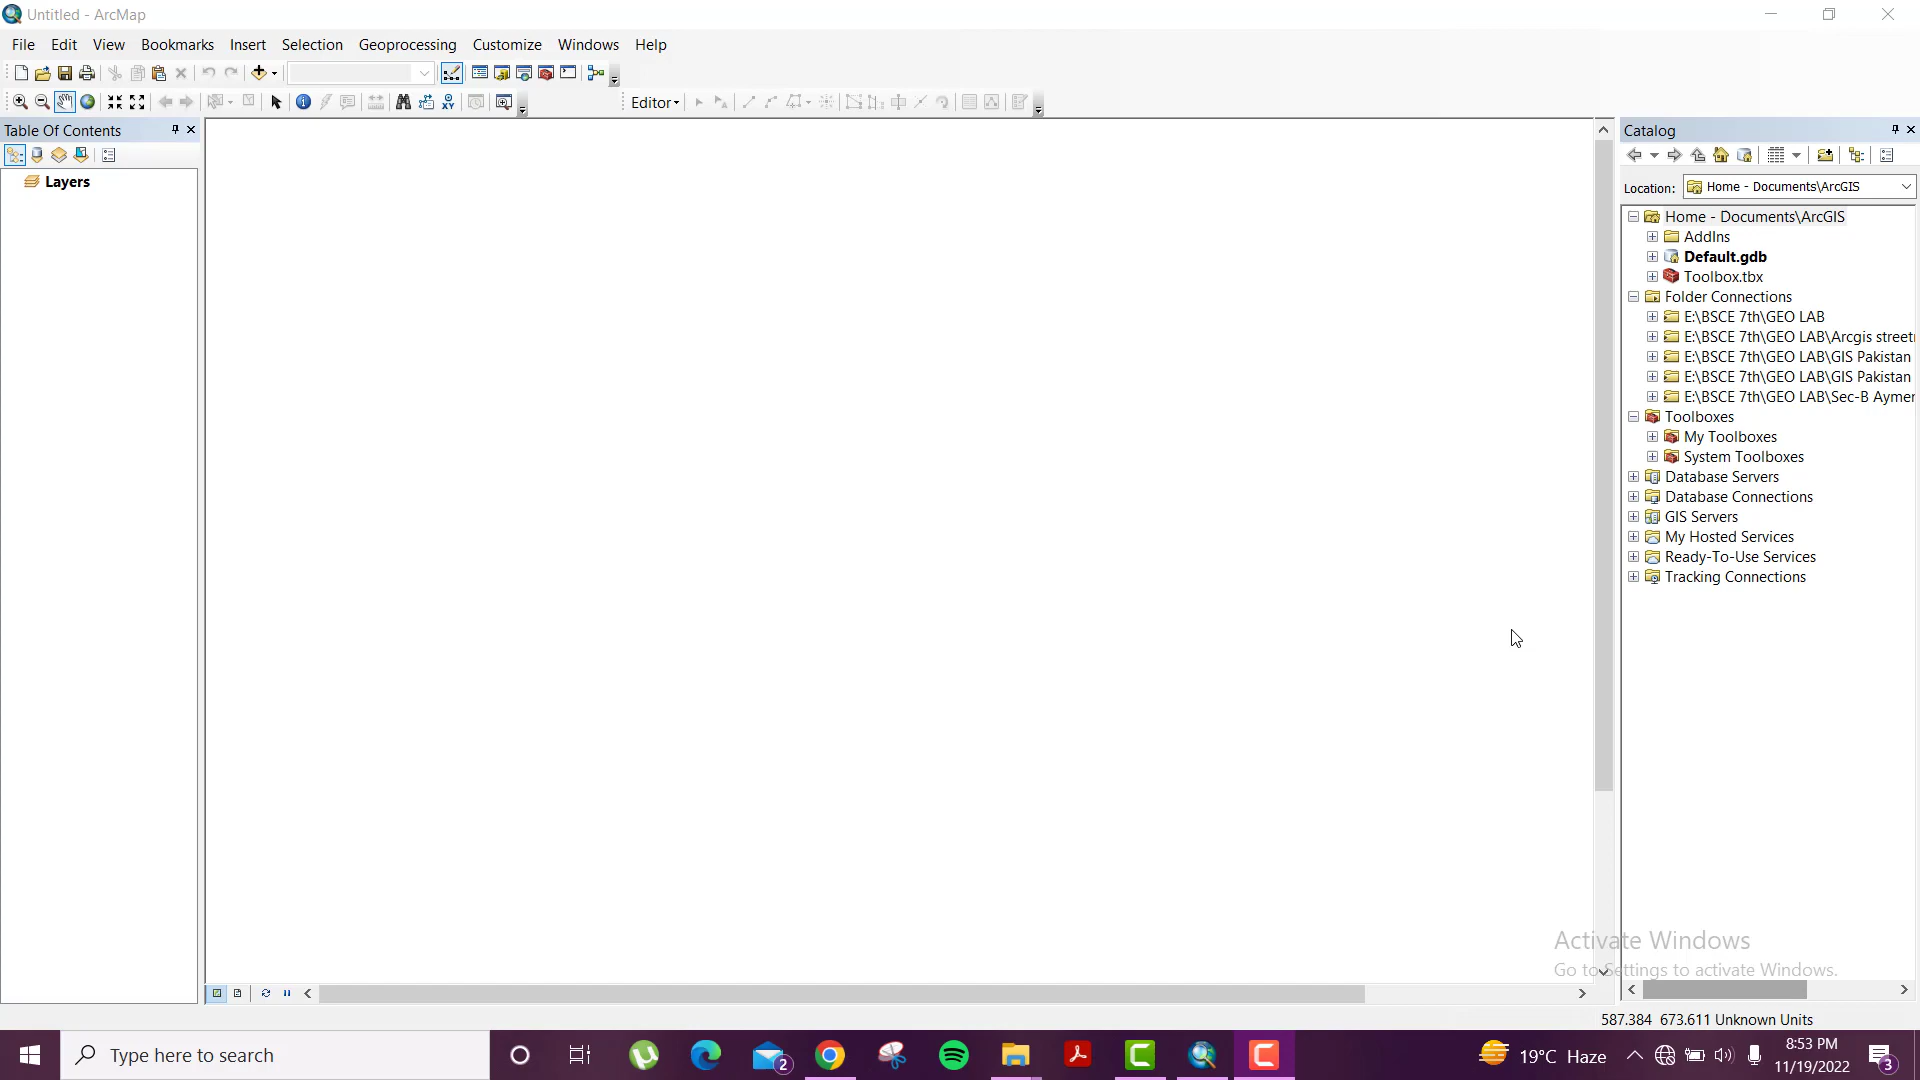 Untitled - ArcMap
File Edit View Bookmarks Insert Selection Geoprocessing Customize Windows Help
Editor
Table Of Contents
Layers
Catalog
Location: Home - Documents\ArcGIS
Home - Documents\ArcGIS
AddIns
Default.gdb
Toolbox.tbx
Folder Connections
E:\BSCE 7th\GEO LAB
E:\BSCE 7th\GEO LAB\Arcgis street
E:\BSCE 7th\GEO LAB\GIS Pakistan
E:\BSCE 7th\GEO LAB\GIS Pakistan
E:\BSCE 7th\GEO LAB\Sec-B Aymer
Toolboxes
My Toolboxes
System Toolboxes
Database Servers
Database Connections
GIS Servers
My Hosted Services
Ready-To-Use Services
Tracking Connections
Activate Windows
Go to Settings to activate Windows.
587.384 673.611 Unknown Units
Type here to search
2
19°C Haze
8:53 PM
11/19/2022
3